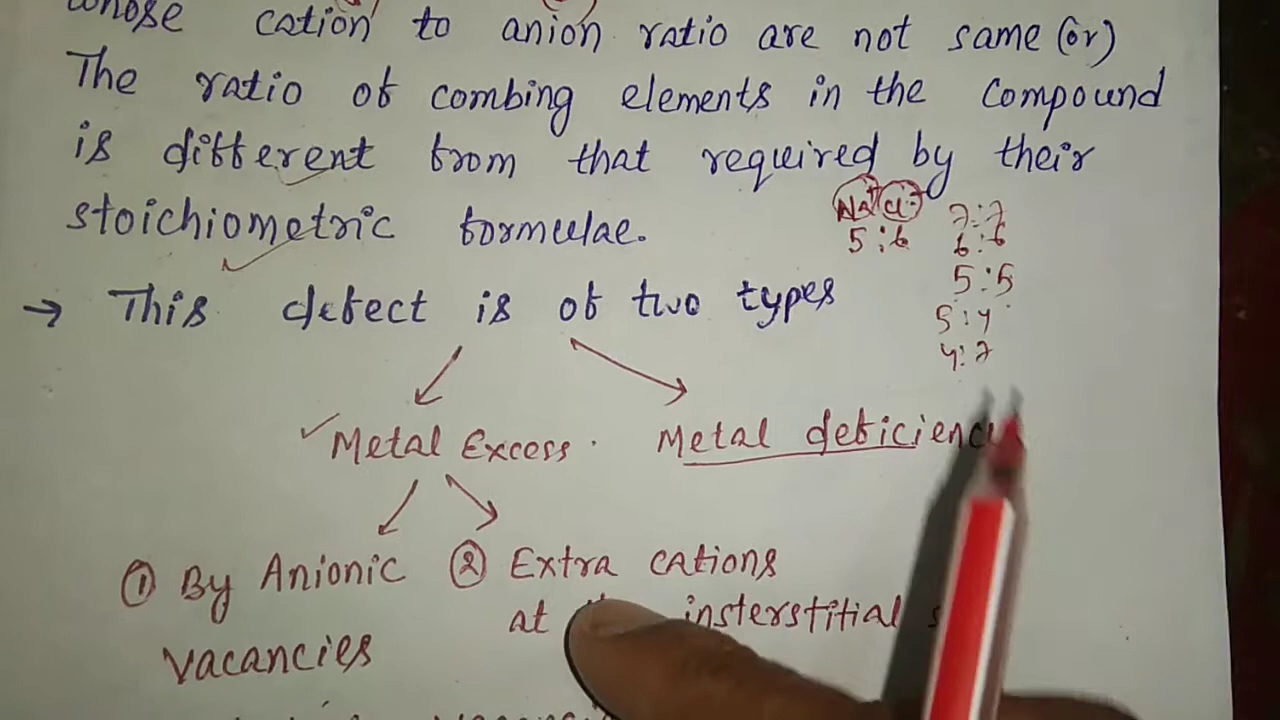 whose cation to anion ratio are not same (or)
The ratio of combing elements in the compound
is different from that required by their
stoichiometric formulae.
Na+ Cl-
5:6
7:7
6:6
5:5
5:4
4:7
→ This defect is of two types
✓ Metal Excess. Metal deficiency
① By Anionic
vacancies
② Extra cations
at insterstitial